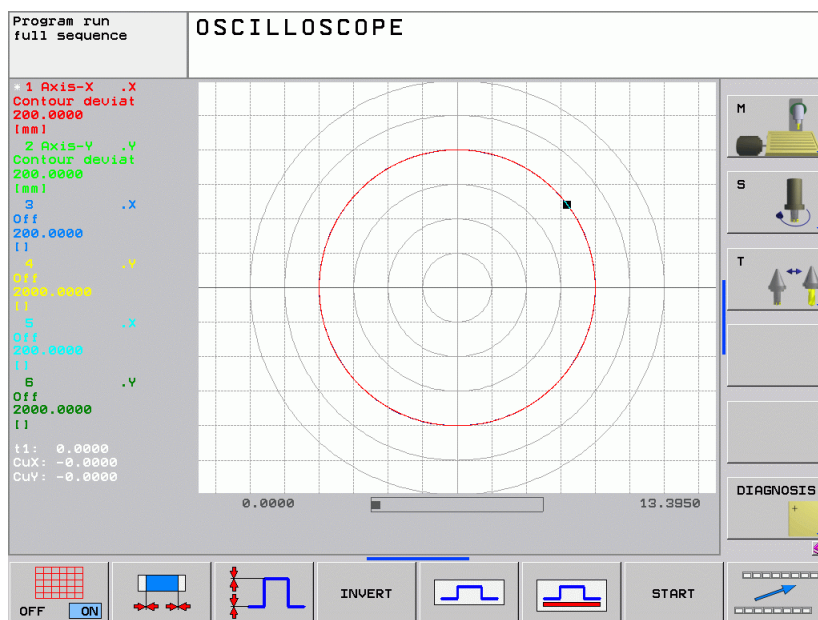 Program run
full sequence
OSCILLOSCOPE
1 Axis-X .X
Contour deviat
200.0000
[mm]
2 Axis-Y .Y
Contour deviat
200.0000
[mm]
3 .X
Off
200.0000
[]
4 .Y
Off
2000.0000
[]
5 .X
Off
200.0000
[]
6 .Y
Off
2000.0000
[]
t1: 0.0000
CuX: -0.0000
CuY: -0.0000
0.0000 13.3950
M
S
T
DIAGNOSIS
OFF ON
INVERT
START